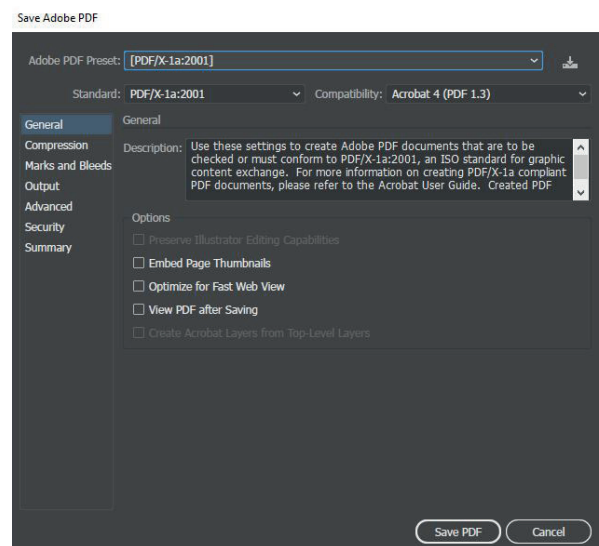 Save Adobe PDF
Adobe PDF Preset: [PDF/X-1a:2001]
Standard: PDF/X-1a:2001 Compatibility: Acrobat 4 (PDF 1.3)
General
Compression
Marks and Bleeds
Output
Advanced
Security
Summary
General
Description: Use these settings to create Adobe PDF documents that are to be
checked or must conform to PDF/X-1a:2001, an ISO standard for graphic
content exchange. For more information on creating PDF/X-1a compliant
PDF documents, please refer to the Acrobat User Guide. Created PDF
Options
Preserve Illustrator Editing Capabilities
Embed Page Thumbnails
Optimize for Fast Web View
View PDF after Saving
Create Acrobat Layers from Top-Level Layers
Save PDF Cancel